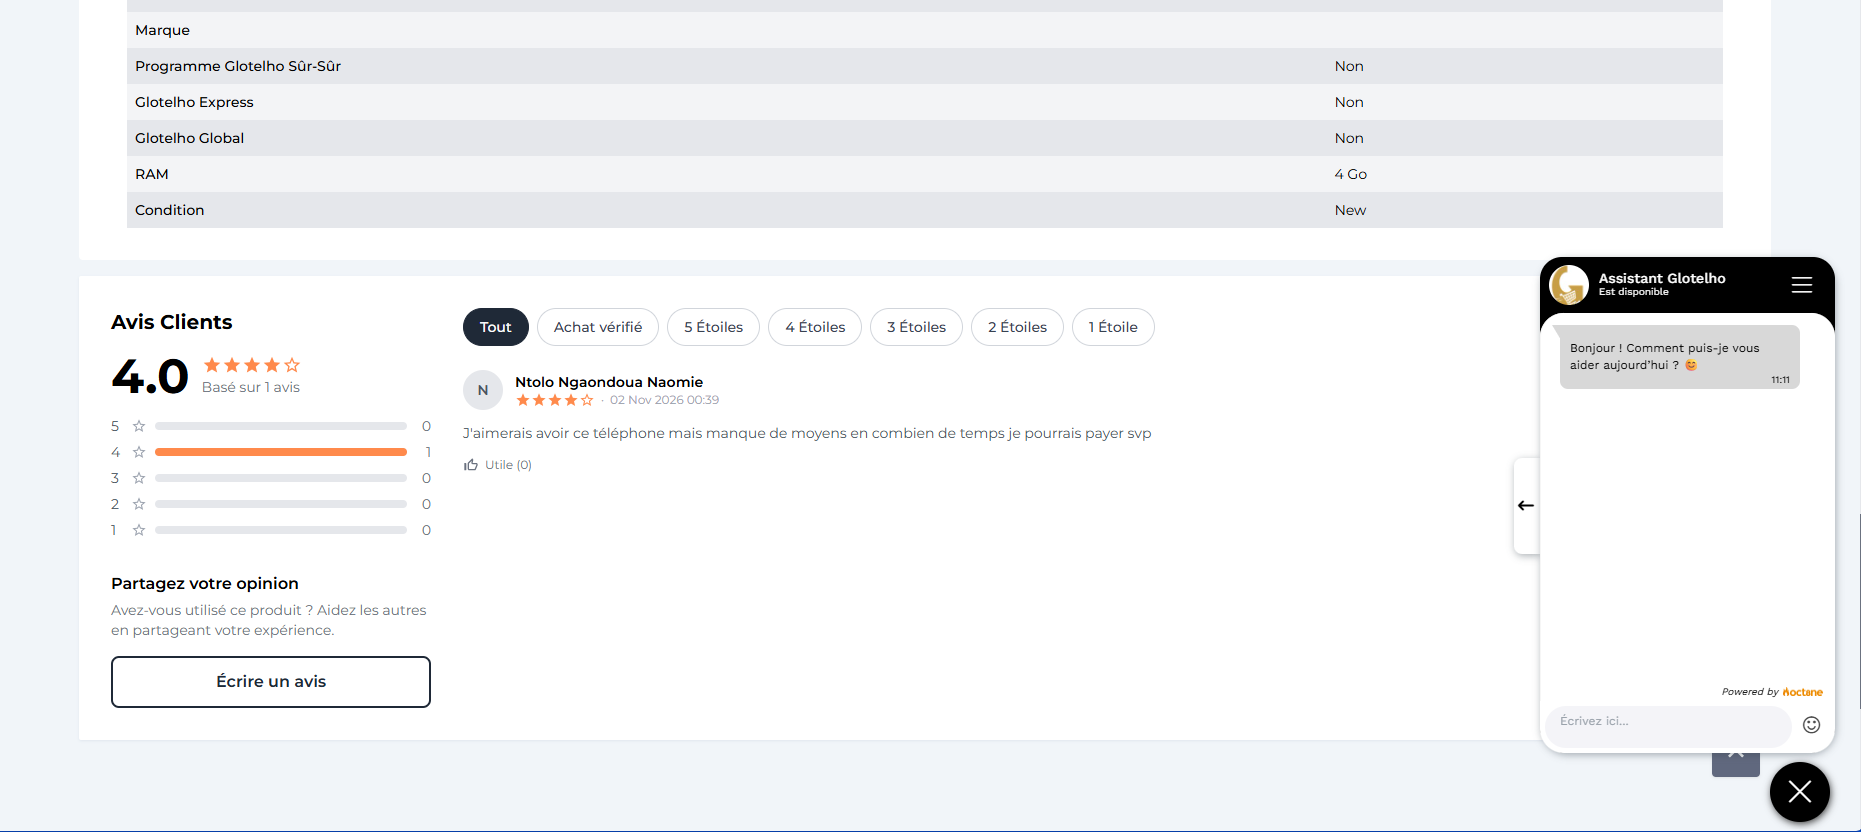 Marque
Programme Glotelho Sûr-Sûr Non
Glotelho Express Non
Glotelho Global Non
RAM 4 Go
Condition New
Avis Clients
4.0
Basé sur 1 avis
5 0
4 1
3 0
2 0
1 0
Partagez votre opinion
Avez-vous utilisé ce produit ? Aidez les autres
en partageant votre expérience.
Écrire un avis
Tout Achat vérifié 5 Étoiles 4 Étoiles 3 Étoiles 2 Étoiles 1 Étoile
N
Ntolo Ngaondoua Naomie
· 02 Nov 2026 00:39
J'aimerais avoir ce téléphone mais manque de moyens en combien de temps je pourrais payer svp
Utile (0)
Assistant Glotelho
Est disponible
Bonjour ! Comment puis-je vous
aider aujourd'hui ? 😊
11:11
Powered by noctane
Écrivez ici...